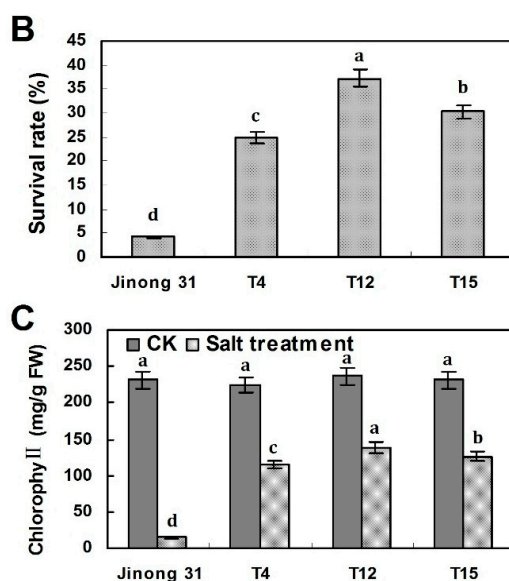 B
Survival rate (%)
45
40
35
30
25
20
15
10
5
0
d
c
a
b
Jinong 31 T4 T12 T15
C
Chlorophy II (mg/g FW)
300
250
200
150
100
50
0
CK Salt treatment
a a a a
d c a b
Jinong 31 T4 T12 T15